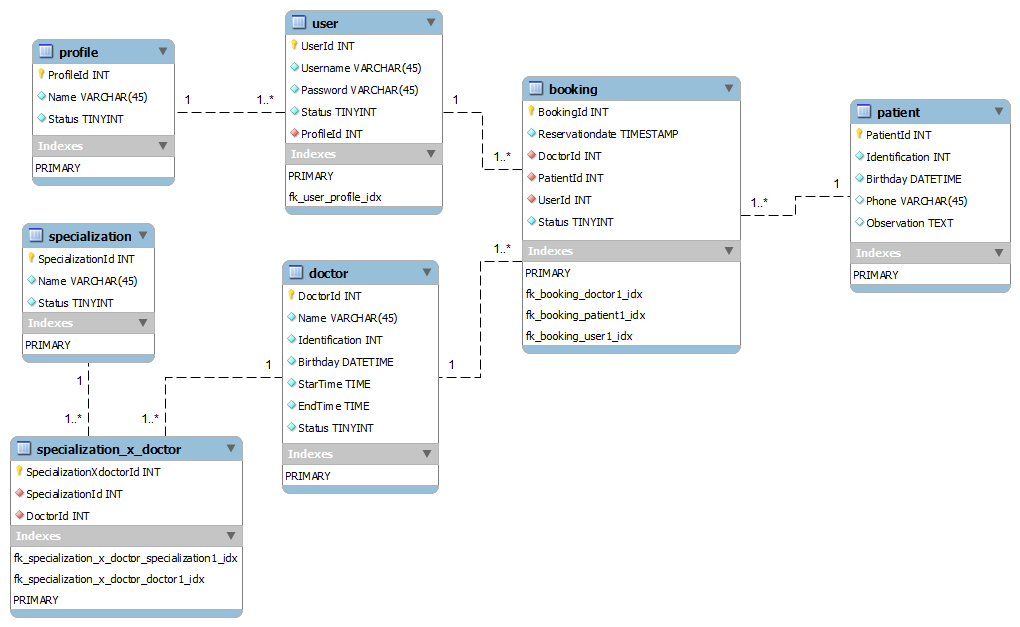 profile
ProfileId INT
Name VARCHAR(45)
Status TINYINT
Indexes
PRIMARY
1
1..*
user
UserId INT
Username VARCHAR(45)
Password VARCHAR(45)
Status TINYINT
ProfileId INT
Indexes
PRIMARY
fk_user_profile_idx
1
1..*
booking
BookingId INT
Reservationdate TIMESTAMP
DoctorId INT
PatientId INT
UserId INT
Status TINYINT
Indexes
PRIMARY
fk_booking_doctor1_idx
fk_booking_patient1_idx
fk_booking_user1_idx
1..*
1
patient
PatientId INT
Identification INT
Birthday DATETIME
Phone VARCHAR(45)
Observation TEXT
Indexes
PRIMARY
specialization
SpecializationId INT
Name VARCHAR(45)
Status TINYINT
Indexes
PRIMARY
1
1..*
doctor
DoctorId INT
Name VARCHAR(45)
Identification INT
Birthday DATETIME
StarTime TIME
EndTime TIME
Status TINYINT
Indexes
PRIMARY
1
1..*
1
1..*
specialization_x_doctor
SpecializationXdoctorId INT
SpecializationId INT
DoctorId INT
Indexes
fk_specialization_x_doctor_specialization1_idx
fk_specialization_x_doctor_doctor1_idx
PRIMARY